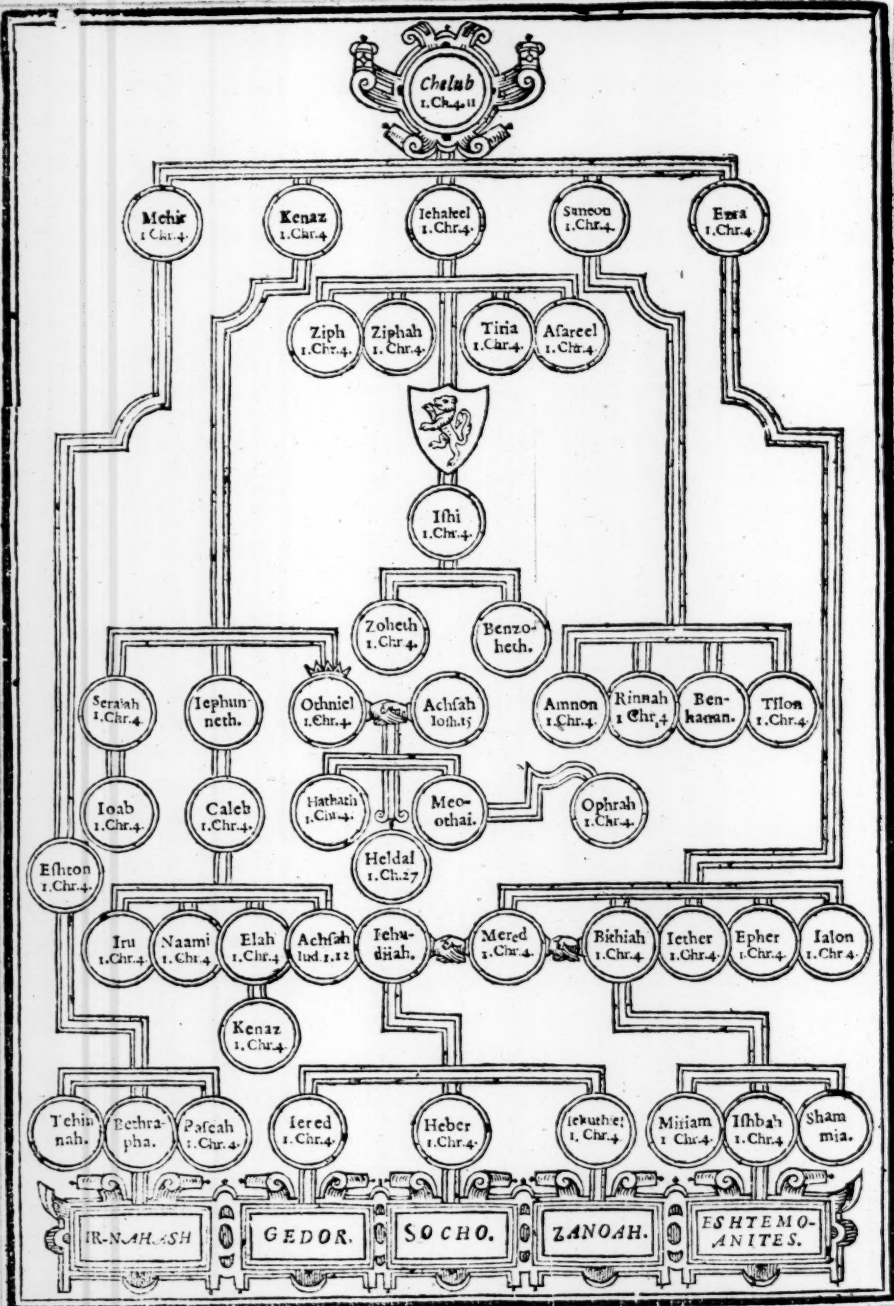 Chelub
1.Ch.4.11
Mehir
1 Chr.4.
Kenaz
1.Chr.4
Iehaleel
1.Chr.4.
Simeon
1.Chr.4.
Ezra
1.Chr.4.
Ziph
1.Chr.4.
Ziphah
1.Chr.4.
Tiria
1.Chr.4.
Aſareel
1.Chr.4.
Iſhi
1.Chr.4.
Zoheth
1.Chr.4.
Benzo-
heth.
Seraiah
1.Chr.4.
Iephun-
neth.
Othniel
1.Chr.4.
Achſah
Ioſh.15
Amnon
1.Chr.4.
Rinnah
1 Chr.4
Ben-
hanan.
Tilon
1.Chr.4.
Ioab
1.Chr.4.
Caleb
1.Chr.4.
Hathath
1.Chr.4.
Meo-
othai.
Ophrah
1.Chr.4.
Eſhton
1.Chr.4.
Heldai
1.Ch.27
Iru
1.Chr.4.
Naami
1.Chr.4
Elah
1.Chr.4
Achſah
Iud.1.12
Iehu-
diiah.
Mered
1.Chr.4.
Bithiah
1.Chr.4
Iether
1.Chr.4.
Epher
1.Chr.4.
Ialon
1.Chr.4.
Kenaz
1.Chr.4.
Tehin
nah.
Bethra-
pha.
Paſeah
1.Chr.4.
Iered
1.Chr.4.
Heber
1.Chr.4.
Iekuthiel
1.Chr.4.
Miriam
1 Chr.4.
Iſhbah
1.Chr.4
Sham
mia.
IR-NAHASH
GEDOR.
SOCHO.
ZANOAH.
ESHTEMO-
ANITES.